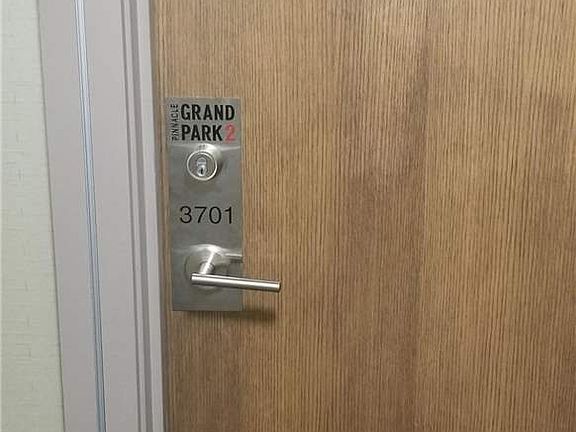 PINNACLE
GRAND
PARK 2
3701